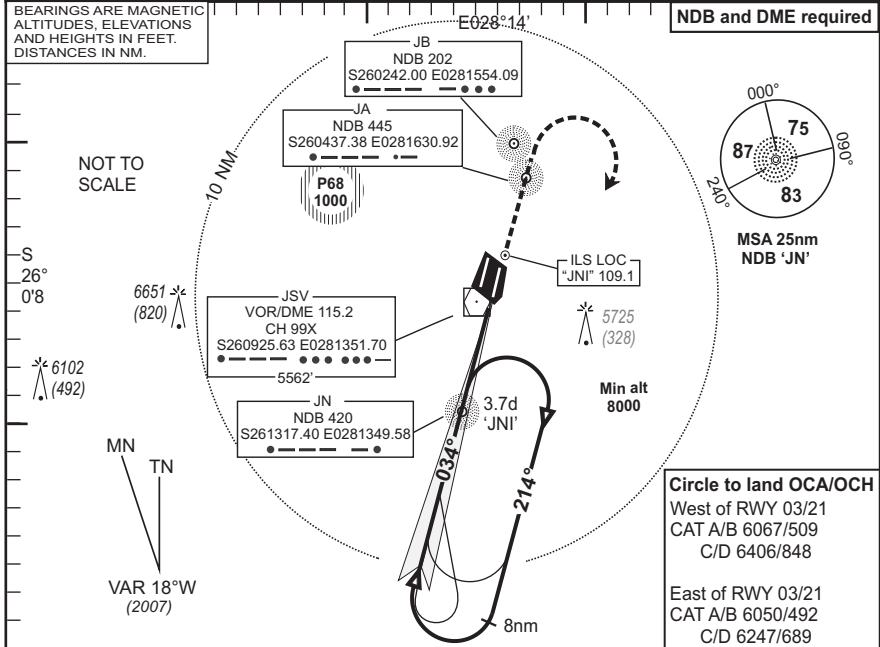 BEARINGS ARE MAGNETIC
ALTITUDES, ELEVATIONS
AND HEIGHTS IN FEET.
DISTANCES IN NM.
E028°14'
NDB and DME required
JB
NDB 202
S260242.00 E0281554.09
JA
NDB 445
S260437.38 E0281630.92
NOT TO
SCALE
10 NM
P68
1000
000°
75
090°
87
240°
83
MSA 25nm
NDB 'JN'
S
26°
0'8
ILS LOC
"JNI" 109.1
6651
(820)
JSV
VOR/DME 115.2
CH 99X
S260925.63 E0281351.70
5562'
5725
(328)
6102
(492)
Min alt
8000
JN
NDB 420
S261317.40 E0281349.58
3.7d
'JNI'
034°
214°
MN
TN
VAR 18°W
(2007)
8nm
Circle to land OCA/OCH
West of RWY 03/21
CAT A/B 6067/509
C/D 6406/848
East of RWY 03/21
CAT A/B 6050/492
C/D 6247/689